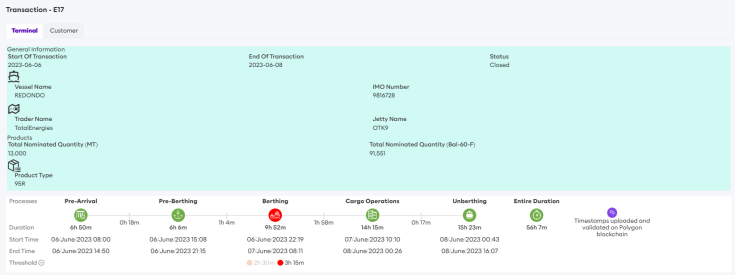 Transaction - E17
Terminal Customer
General Information
Start Of Transaction End Of Transaction Status
2023-06-06 2023-06-08 Closed
Vessel Name IMO Number
REDONDO 9816728
Trader Name Jetty Name
TotalEnergies OTK9
Products
Total Nominated Quantity (MT) Total Nominated Quantity (Bal-60-F)
13,000 91,551
Product Type
95R
Processes Pre-Arrival Pre-Berthing Berthing Cargo Operations Unberthing Entire Duration
0h 18m 1h 4m 1h 58m 0h 17m
Timestamps uploaded and
validated on Polygon
blockchain
Duration 6h 50m 6h 6m 9h 52m 14h 15m 15h 23m 56h 7m
Start Time 06-June-2023 08:00 06-June-2023 15:08 06-June-2023 22:19 07-June-2023 10:10 08-June-2023 00:43
End Time 06-June-2023 14:50 06-June-2023 21:15 07-June-2023 08:11 08-June-2023 00:26 08-June-2023 16:07
Threshold 2h 30m 3h 15m